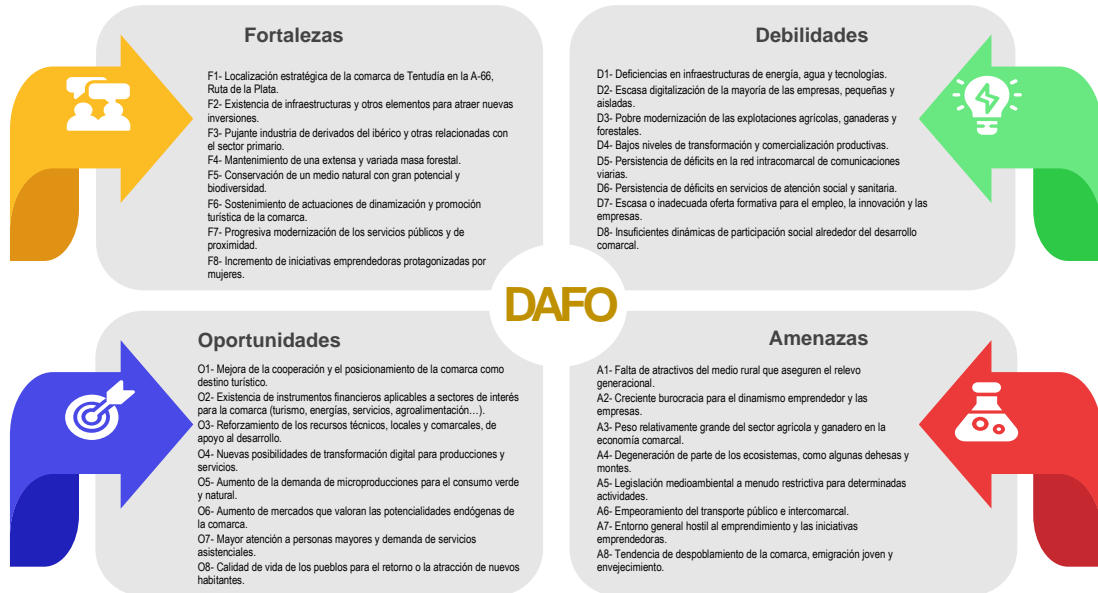 Fortalezas
F1- Localización estratégica de la comarca de Tentudía en la A-66,
Ruta de la Plata.
F2- Existencia de infraestructuras y otros elementos para atraer nuevas
inversiones.
F3- Pujante industria de derivados del ibérico y otras relacionadas con
el sector primario.
F4- Mantenimiento de una extensa y variada masa forestal.
F5- Conservación de un medio natural con gran potencial y
biodiversidad.
F6- Sostenimiento de actuaciones de dinamización y promoción
turística de la comarca.
F7- Progresiva modernización de los servicios públicos y de
proximidad.
F8- Incremento de iniciativas emprendedoras protagonizadas por
mujeres.
Debilidades
D1- Deficiencias en infraestructuras de energía, agua y tecnologías.
D2- Escasa digitalización de la mayoría de las empresas, pequeñas y
aisladas.
D3- Pobre modernización de las explotaciones agrícolas, ganaderas y
forestales.
D4- Bajos niveles de transformación y comercialización productivas.
D5- Persistencia de déficits en la red intracomarcal de comunicaciones
viarias.
D6- Persistencia de déficits en servicios de atención social y sanitaria.
D7- Escasa o inadecuada oferta formativa para el empleo, la innovación y las
empresas.
D8- Insuficientes dinámicas de participación social alrededor del desarrollo
comarcal.
DAFO
Oportunidades
O1- Mejora de la cooperación y el posicionamiento de la comarca como
destino turístico.
O2- Existencia de instrumentos financieros aplicables a sectores de interés
para la comarca (turismo, energías, servicios, agroalimentación…).
O3- Reforzamiento de los recursos técnicos, locales y comarcales, de
apoyo al desarrollo.
O4- Nuevas posibilidades de transformación digital para producciones y
servicios.
O5- Aumento de la demanda de microproducciones para el consumo verde
y natural.
O6- Aumento de mercados que valoran las potencialidades endógenas de
la comarca.
O7- Mayor atención a personas mayores y demanda de servicios
asistenciales.
O8- Calidad de vida de los pueblos para el retorno o la atracción de nuevos
habitantes.
Amenazas
A1- Falta de atractivos del medio rural que aseguren el relevo
generacional.
A2- Creciente burocracia para el dinamismo emprendedor y las
empresas.
A3- Peso relativamente grande del sector agrícola y ganadero en la
economía comarcal.
A4- Degeneración de parte de los ecosistemas, como algunas dehesas y
montes.
A5- Legislación medioambiental a menudo restrictiva para determinadas
actividades.
A6- Empeoramiento del transporte público e intercomarcal.
A7- Entorno general hostil al emprendimiento y las iniciativas
emprendedoras.
A8- Tendencia de despoblamiento de la comarca, emigración joven y
envejecimiento.